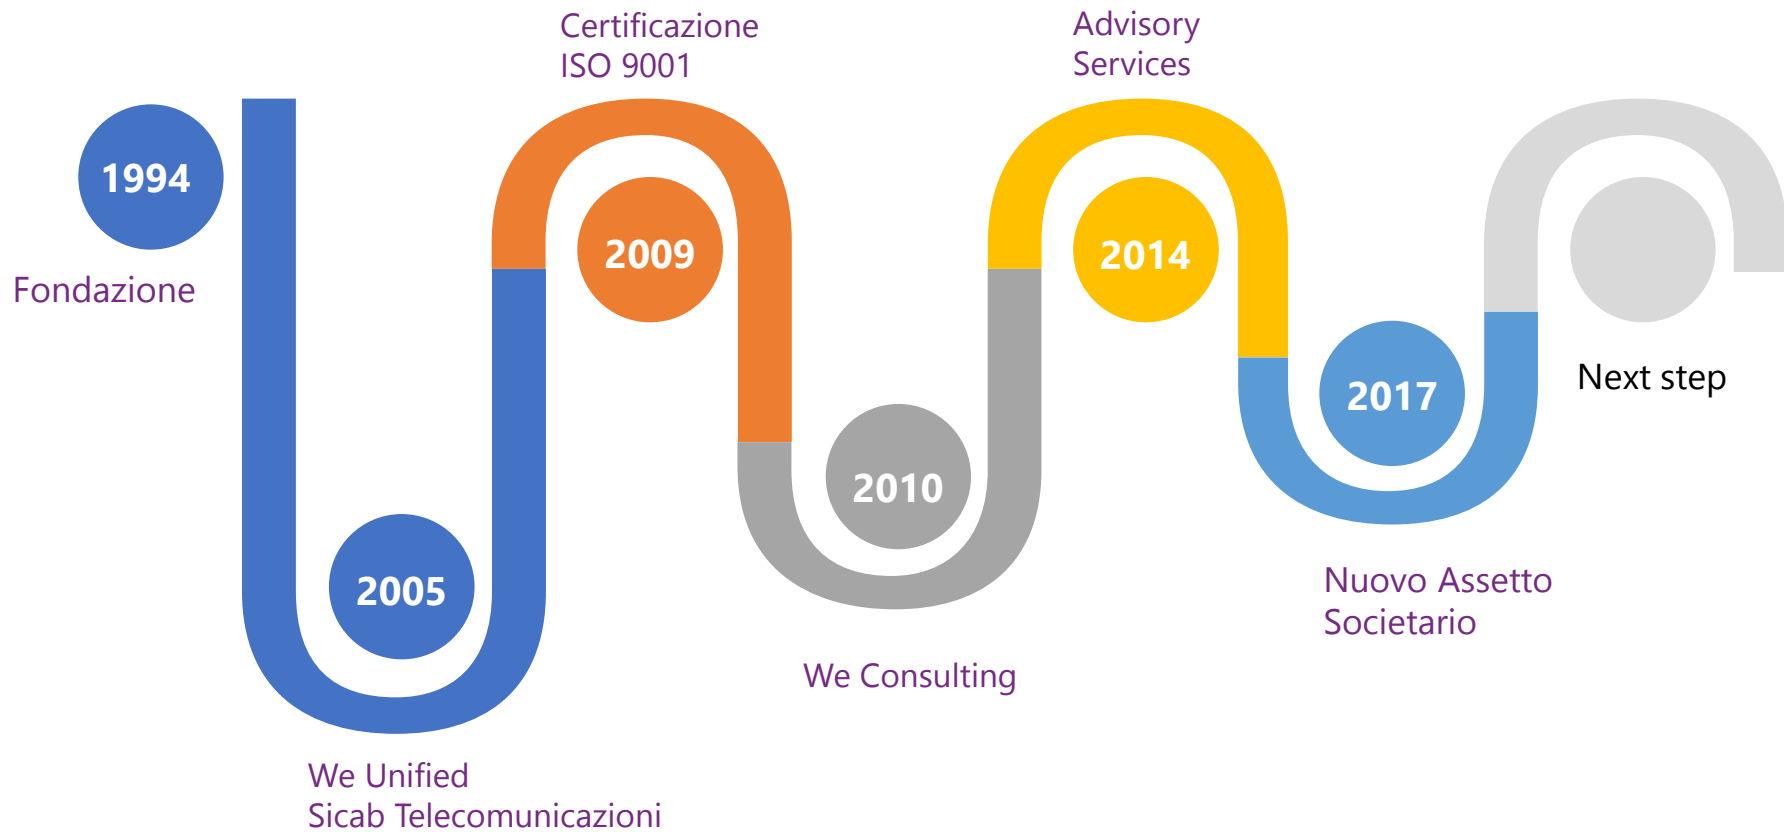 1994
Fondazione
2005
We Unified
Sicab Telecomunicazioni
Certificazione
ISO 9001
2009
2010
We Consulting
Advisory
Services
2014
2017
Nuovo Assetto
Societario
Next step